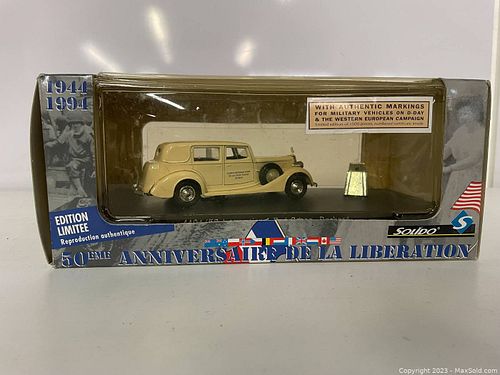 1944
1994
WITH AUTHENTIC MARKINGS
FOR MILITARY VEHICLES ON D-DAY
& THE WESTERN EUROPEAN CAMPAIGN
EDITION
LIMITEE
Reproduction authentique
SOLIDO
S
50EME ANNIVERSAIRE DE LA LIBERATION
Copyright 2023 - MaxSold.com